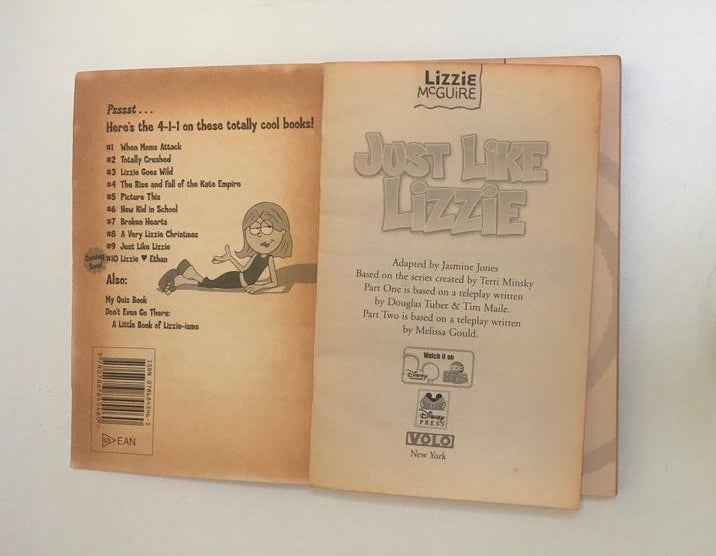 Psssst . . .
Here's the 4-1-1 on these totally cool books!
#1 When Moms Attack
#2 Totally Crushed
#3 Lizzie Goes Wild
#4 The Rise and Fall of the Kate Empire
#5 Picture This
#6 New Kid in School
#7 Broken Hearts
#8 A Very Lizzie Christmas
#9 Just Like Lizzie
Coming Soon!
#10 Lizzie ♥ Ethan
Also:
My Quiz Book
Don't Even Go There:
A Little Book of Lizzie-isms
EAN
Lizzie
McGUiRE
JUST LiKE
LiZZiE
Adapted by Jasmine Jones
Based on the series created by Terri Minsky
Part One is based on a teleplay written
by Douglas Tuber & Tim Maile.
Part Two is based on a teleplay written
by Melissa Gould.
Watch it on
Disney
Disney
PRESS
VOLO
New York